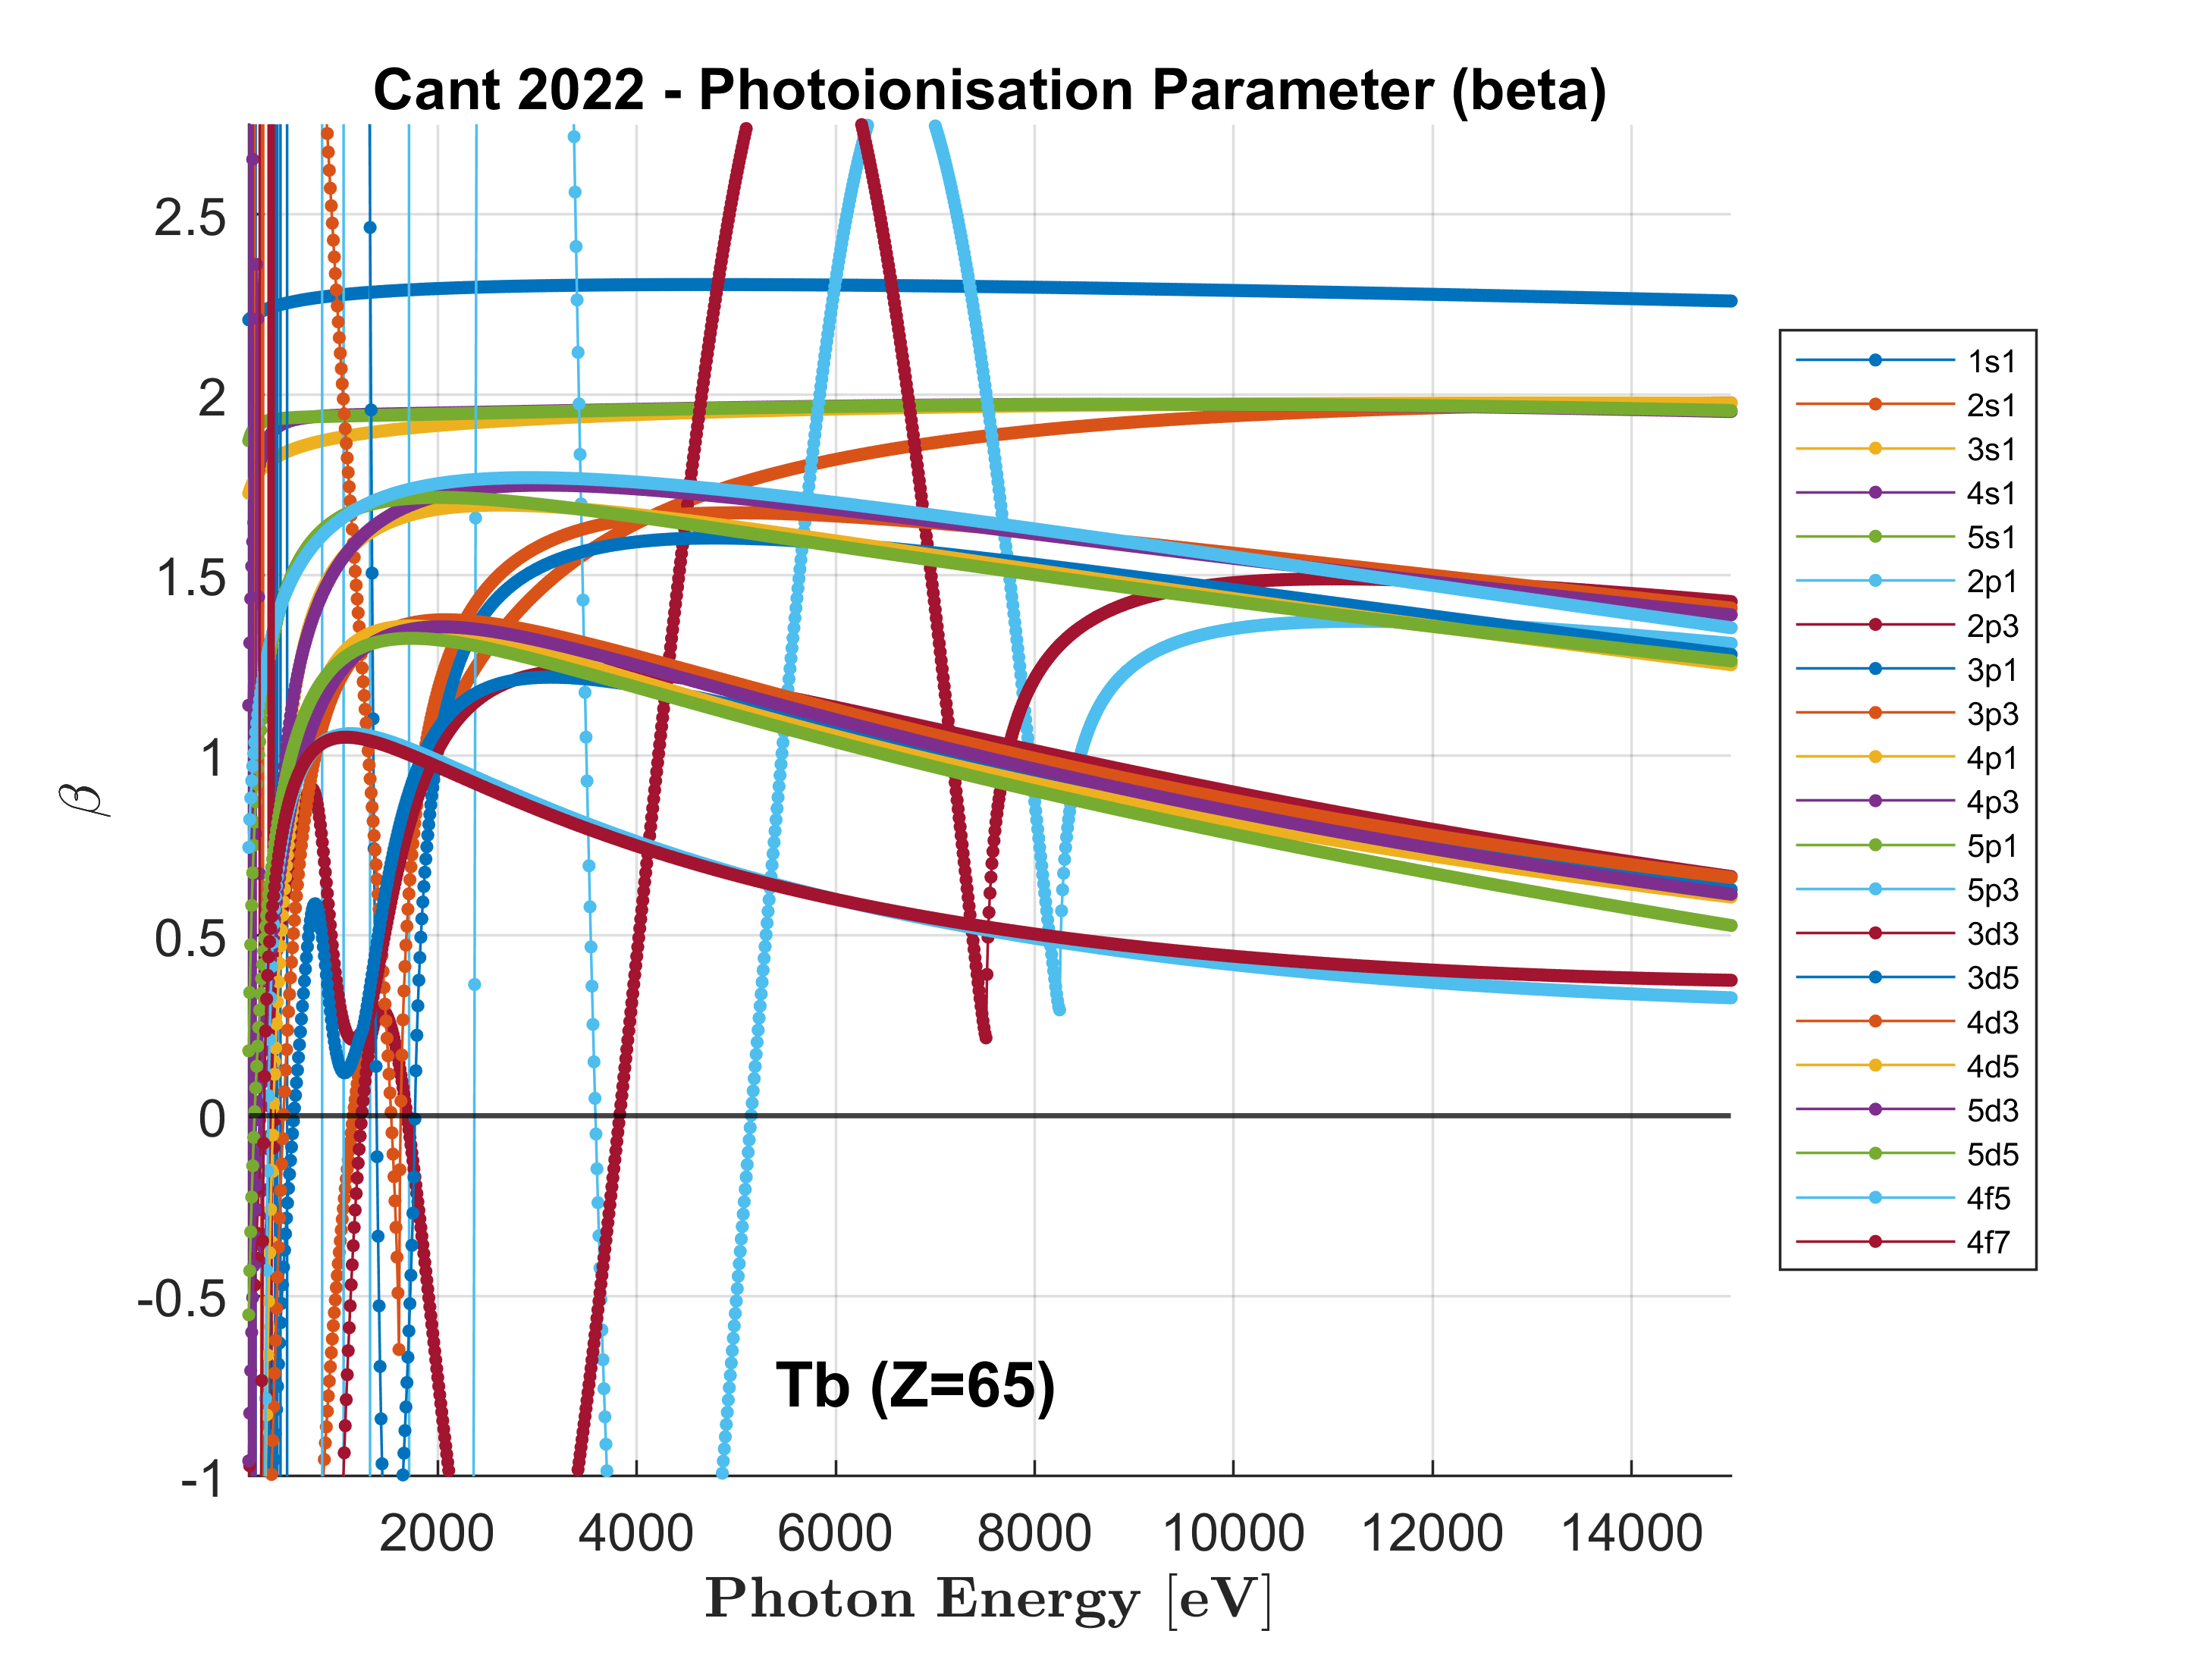 Cant 2022 - Photoionisation Parameter (beta)
2.5
2
1.5
1
0.5
0
-0.5
-1
β
Tb (Z=65)
2000 4000 6000 8000 10000 12000 14000
Photon Energy [eV]
1s1
2s1
3s1
4s1
5s1
2p1
2p3
3p1
3p3
4p1
4p3
5p1
5p3
3d3
3d5
4d3
4d5
5d3
5d5
4f5
4f7